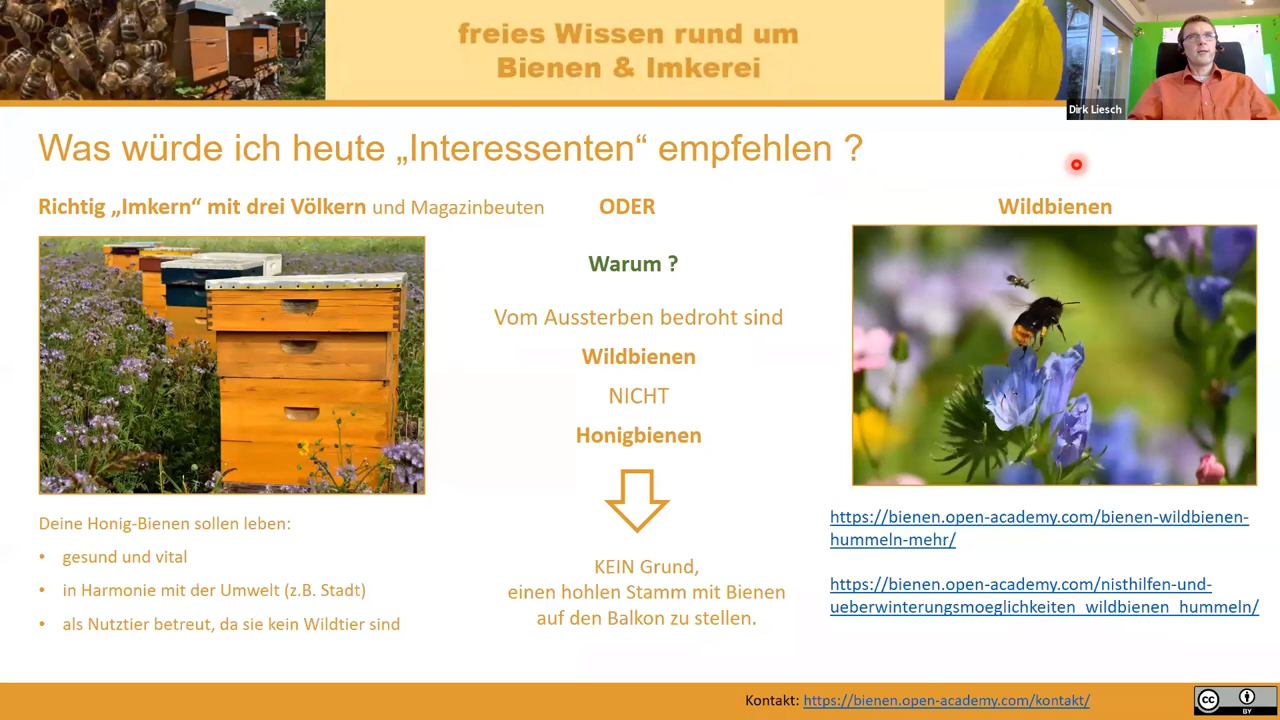 freies Wissen rund um
Bienen & Imkerei
Dirk Liesch
Was würde ich heute „Interessenten“ empfehlen ?
Richtig „Imkern“ mit drei Völkern und Magazinbeuten
ODER
Wildbienen
Warum ?
Vom Aussterben bedroht sind
Wildbienen
NICHT
Honigbienen
KEIN Grund,
einen hohlen Stamm mit Bienen
auf den Balkon zu stellen.
Deine Honig-Bienen sollen leben:
• gesund und vital
• in Harmonie mit der Umwelt (z.B. Stadt)
• als Nutztier betreut, da sie kein Wildtier sind
https://bienen.open-academy.com/bienen-wildbienen-
hummeln-mehr/
https://bienen.open-academy.com/nisthilfen-und-
ueberwinterungsmoeglichkeiten_wildbienen_hummeln/
Kontakt: https://bienen.open-academy.com/kontakt/
CC
BY